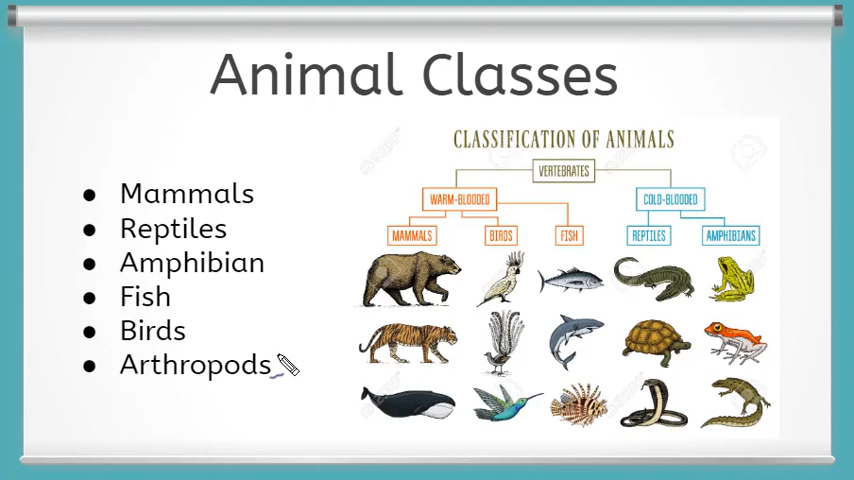 Animal Classes
CLASSIFICATION OF ANIMALS
VERTEBRATES
WARM-BLOODED
COLD-BLOODED
MAMMALS
BIRDS
FISH
REPTILES
AMPHIBIANS
● Mammals
● Reptiles
● Amphibian
● Fish
● Birds
● Arthropods